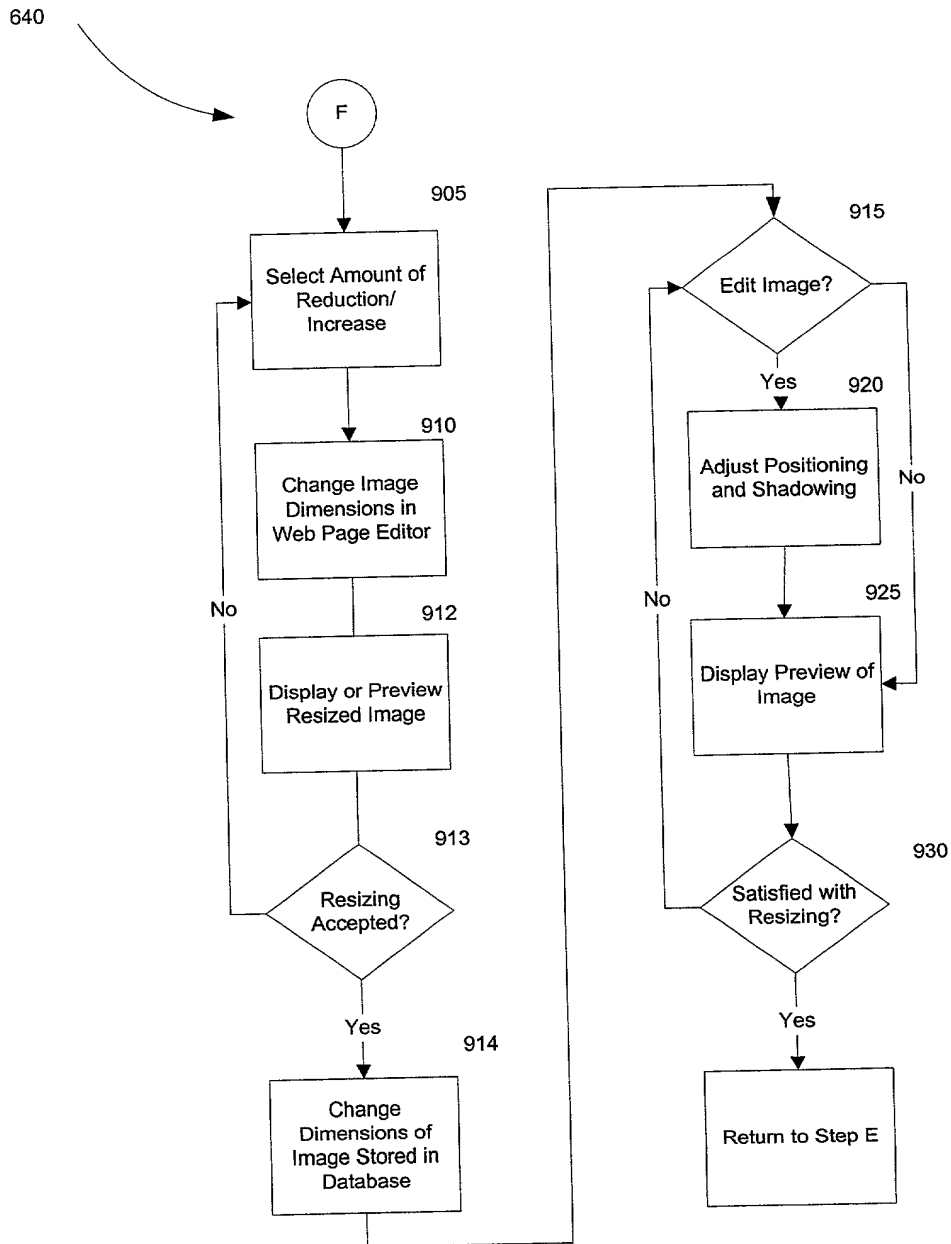 640
F
905
Select Amount of
Reduction/
Increase
910
Change Image
Dimensions in
Web Page Editor
No
912
Display or Preview
Resized Image
913
Resizing
Accepted?
Yes
914
Change
Dimensions of
Image Stored in
Database
915
Edit Image?
Yes
920
Adjust Positioning
and Shadowing
No
No
925
Display Preview of
Image
930
Satisfied with
Resizing?
Yes
Return to Step E